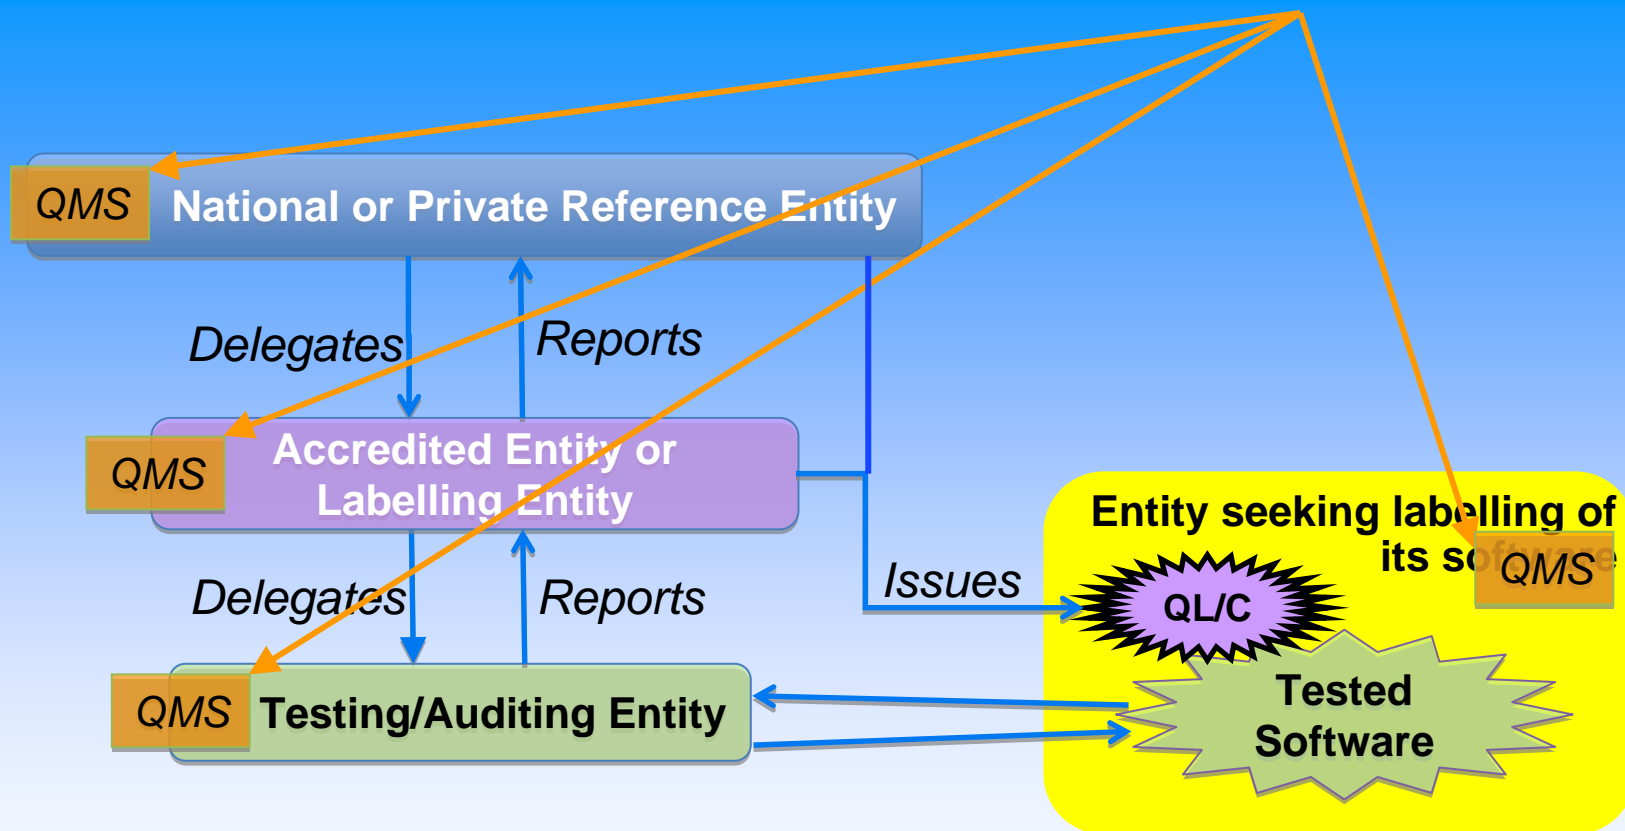 QMS
National or Private Reference Entity
Delegates
Reports
QMS
Accredited Entity or
Labelling Entity
Entity seeking labelling of
its software
QMS
Delegates
Reports
Issues
QL/C
QMS
Testing/Auditing Entity
Tested
Software